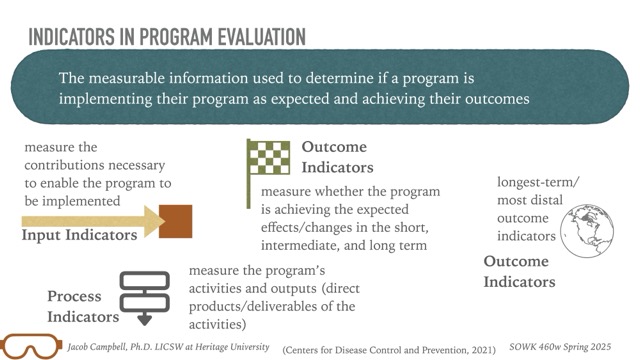 INDICATORS IN PROGRAM EVALUATION
The measurable information used to determine if a program is
implementing their program as expected and achieving their outcomes
measure the
contributions necessary
to enable the program to
be implemented
Input Indicators
Outcome
Indicators
measure whether the program
is achieving the expected
effects/changes in the short,
intermediate, and long term
longest-term/
most distal
outcome
indicators
Outcome
Indicators
Process
Indicators
measure the program's
activities and outputs (direct
products/deliverables of the
activities)
Jacob Campbell, Ph.D. LICSW at Heritage University
(Centers for Disease Control and Prevention, 2021)
SOWK 460w Spring 2025